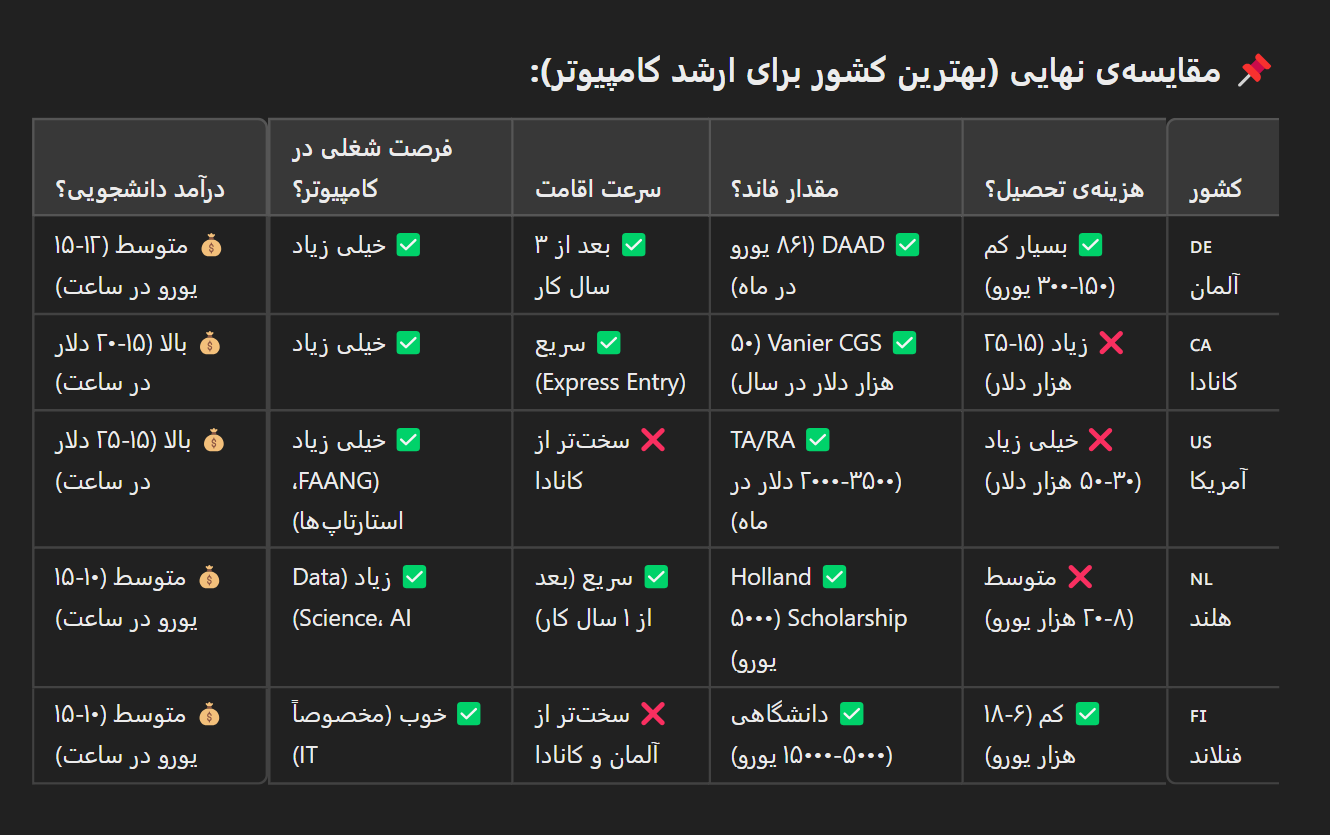 📌 مقایسه‌ی نهایی (بهترین کشور برای ارشد کامپیوتر):
کشور
هزینه‌ی تحصیل؟
مقدار فاند؟
سرعت اقامت
فرصت شغلی در
کامپیوتر؟
درآمد دانشجویی؟
DE
آلمان
✅ بسیار کم
(۱۵۰-۳۰۰ یورو)
✅ DAAD (۸۶۱ یورو
در ماه)
✅ بعد از ۳
سال کار
✅ خیلی زیاد
💰 متوسط (۱۲-۱۵
یورو در ساعت)
CA
کانادا
❌ زیاد (۱۵-۲۵
هزار دلار)
✅ Vanier CGS (۵۰
هزار دلار در سال)
✅ سریع
(Express Entry)
✅ خیلی زیاد
💰 بالا (۱۵-۲۰ دلار
در ساعت)
US
آمریکا
❌ خیلی زیاد
(۳۰-۵۰ هزار دلار)
✅ TA/RA
(۲۰۰۰-۳۵۰۰ دلار در
ماه)
❌ سخت‌تر از
کانادا
✅ خیلی زیاد
(FAANG،
استارتاپ‌ها)
💰 بالا (۱۵-۲۵ دلار
در ساعت)
NL
هلند
❌ متوسط
(۸-۲۰ هزار یورو)
✅ Holland
Scholarship (۵۰۰۰
یورو)
✅ سریع (بعد
از ۱ سال کار)
✅ زیاد (Data
Science، AI)
💰 متوسط (۱۰-۱۵
یورو در ساعت)
FI
فنلاند
✅ کم (۶-۱۸
هزار یورو)
✅ دانشگاهی
(۵۰۰۰-۱۵۰۰۰ یورو)
❌ سخت‌تر از
آلمان و کانادا
✅ خوب (مخصوصاً
IT)
💰 متوسط (۱۰-۱۵
یورو در ساعت)